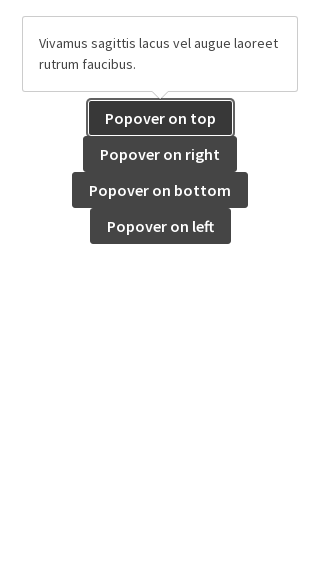 Vivamus sagittis lacus vel augue laoreet
rutrum faucibus.
Popover on top
Popover on right
Popover on bottom
Popover on left